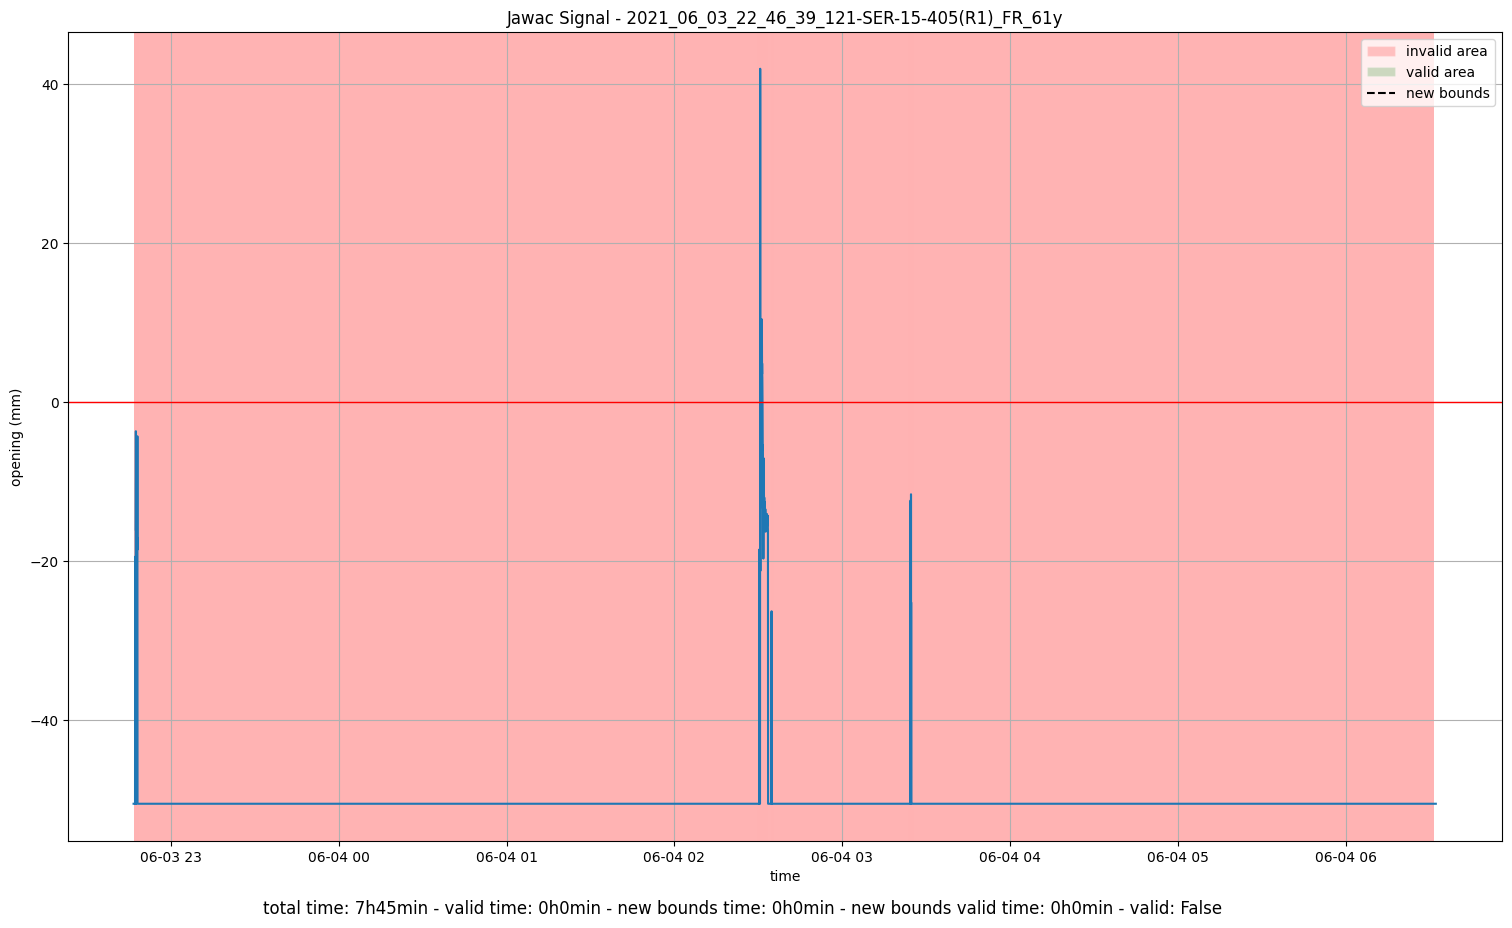 Jawac Signal - 2021_06_03_22_46_39_121-SER-15-405(R1)_FR_61y
invalid area
valid area
new bounds
40
20
0
−20
−40
opening (mm)
06-03 23
06-04 00
06-04 01
06-04 02
06-04 03
06-04 04
06-04 05
06-04 06
time
total time: 7h45min - valid time: 0h0min - new bounds time: 0h0min - new bounds valid time: 0h0min - valid: False